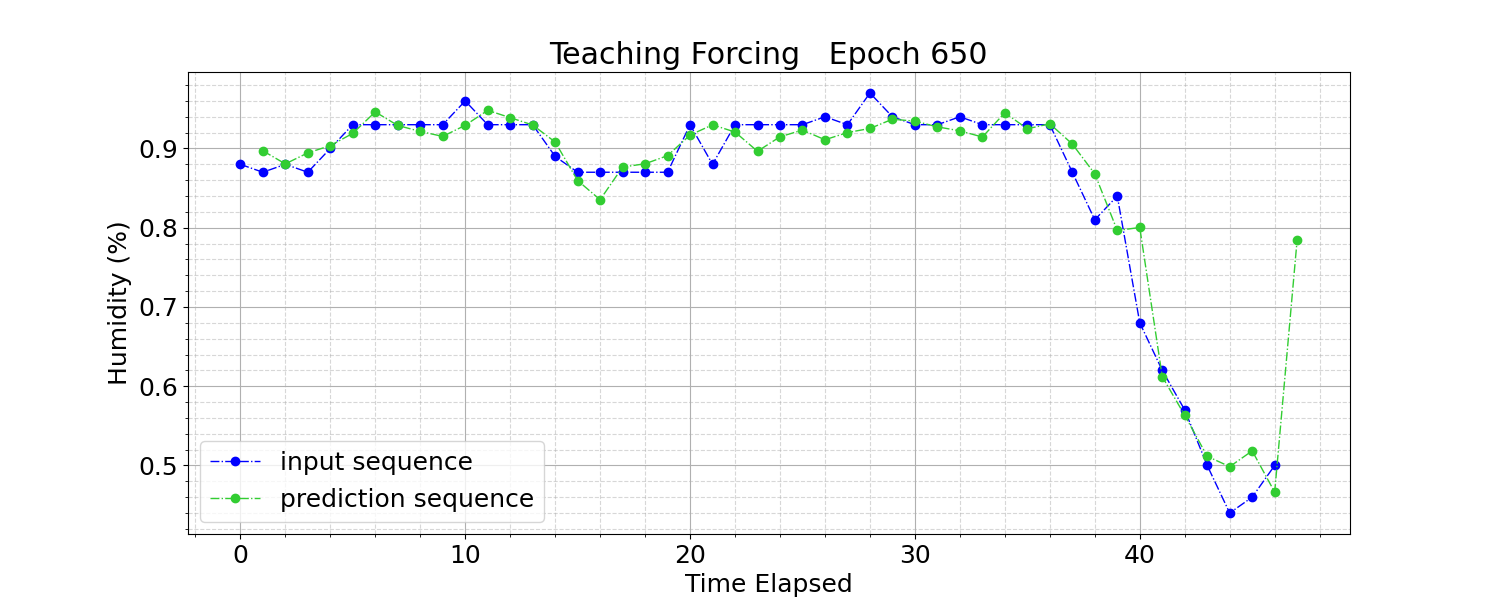 Teaching Forcing   Epoch 650
Humidity (%)
0.9
0.8
0.7
0.6
0.5
input sequence
prediction sequence
0 10 20 30 40
Time Elapsed